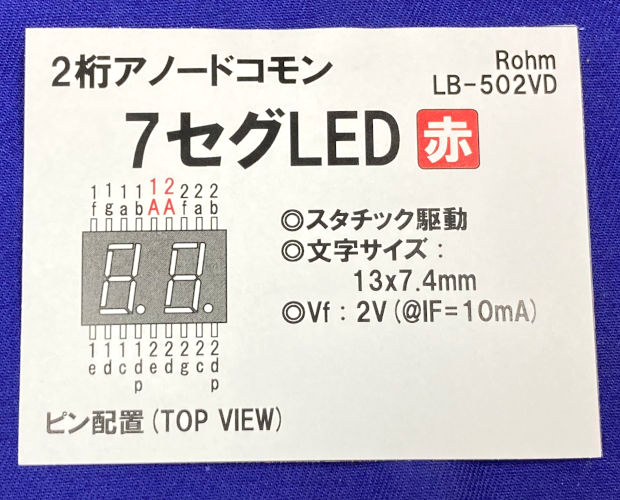 2桁アノードコモン
Rohm
LB-502VD
7セグLED 赤
1 1 1 1 1 2 2 2 2
f g a b A A f a b
◎スタチック駆動
◎文字サイズ：
13x7.4mm
◎Vf：2V(@IF=10mA)
1 1 1 1 2 2 2 2 2
e d c d e d g c d
p p
ピン配置(TOP VIEW)